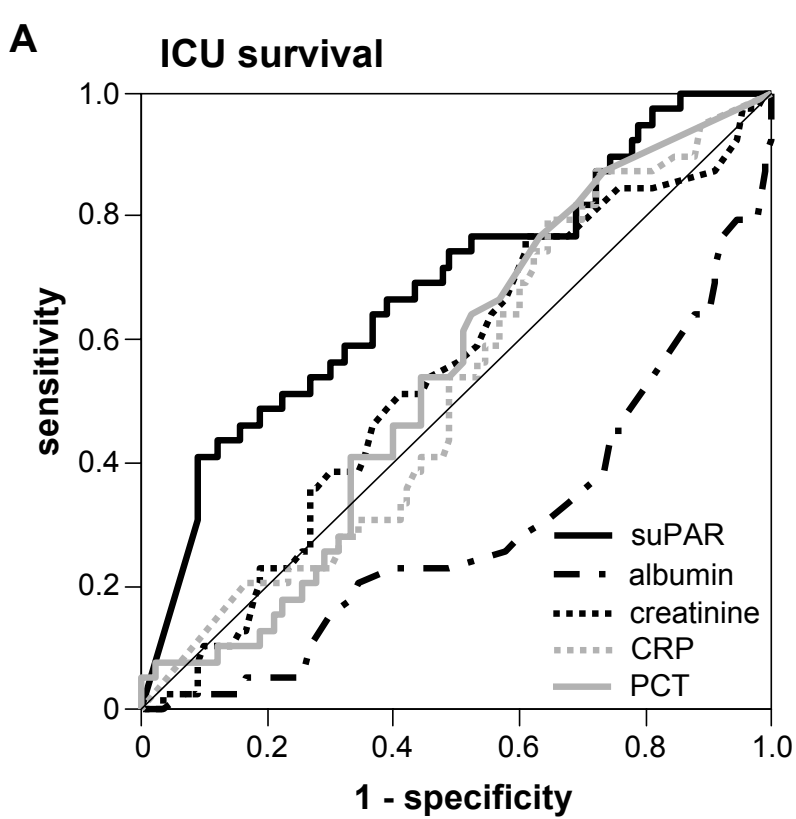 A
ICU survival
1.0
0.8
0.6
0.4
0.2
0
sensitivity
suPAR
albumin
creatinine
CRP
PCT
0 0.2 0.4 0.6 0.8 1.0
1 - specificity